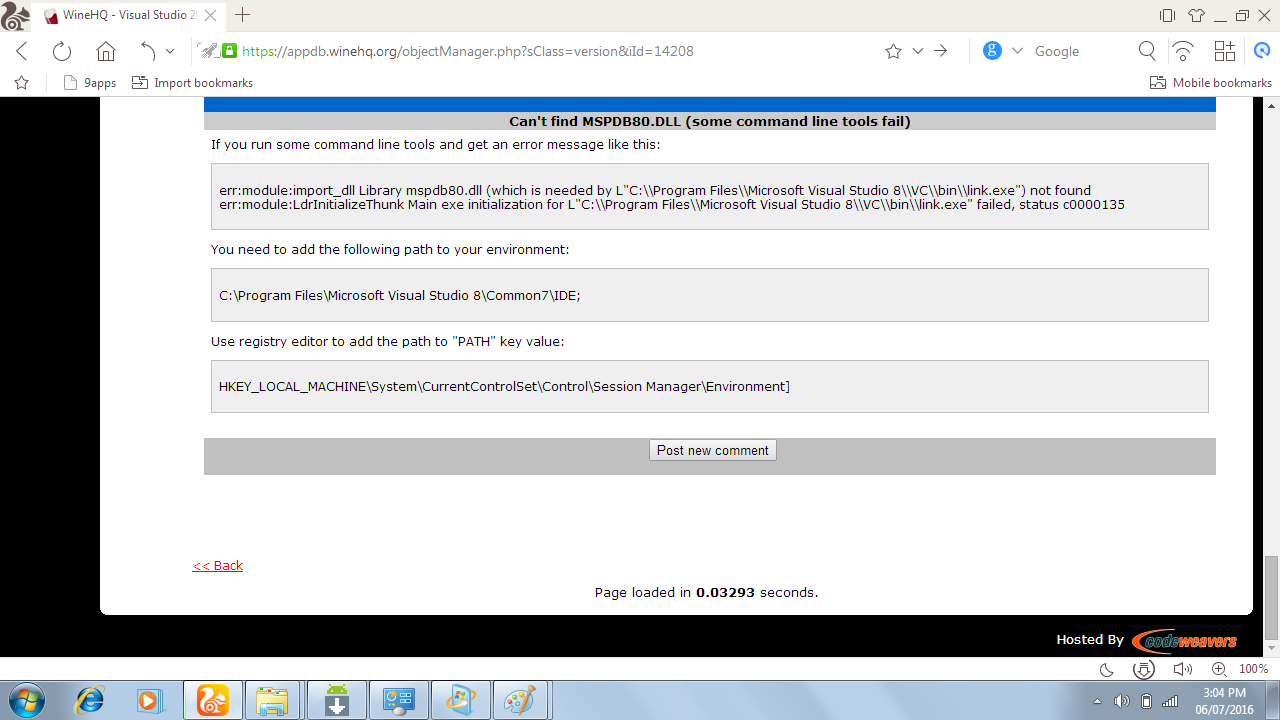 WineHQ - Visual Studio 2
https://appdb.winehq.org/objectManager.php?sClass=version&iId=14208
g
Google
9apps
Import bookmarks
Mobile bookmarks
Can't find MSPDB80.DLL (some command line tools fail)
If you run some command line tools and get an error message like this:
err:module:import_dll Library mspdb80.dll (which is needed by L"C:\\Program Files\\Microsoft Visual Studio 8\\VC\\bin\\link.exe") not found
err:module:LdrInitializeThunk Main exe initialization for L"C:\\Program Files\\Microsoft Visual Studio 8\\VC\\bin\\link.exe" failed, status c0000135
You need to add the following path to your environment:
C:\Program Files\Microsoft Visual Studio 8\Common7\IDE;
Use registry editor to add the path to "PATH" key value:
HKEY_LOCAL_MACHINE\System\CurrentControlSet\Control\Session Manager\Environment]
Post new comment
<< Back
Page loaded in 0.03293 seconds.
Hosted By codeweavers
100%
3:04 PM
06/07/2016